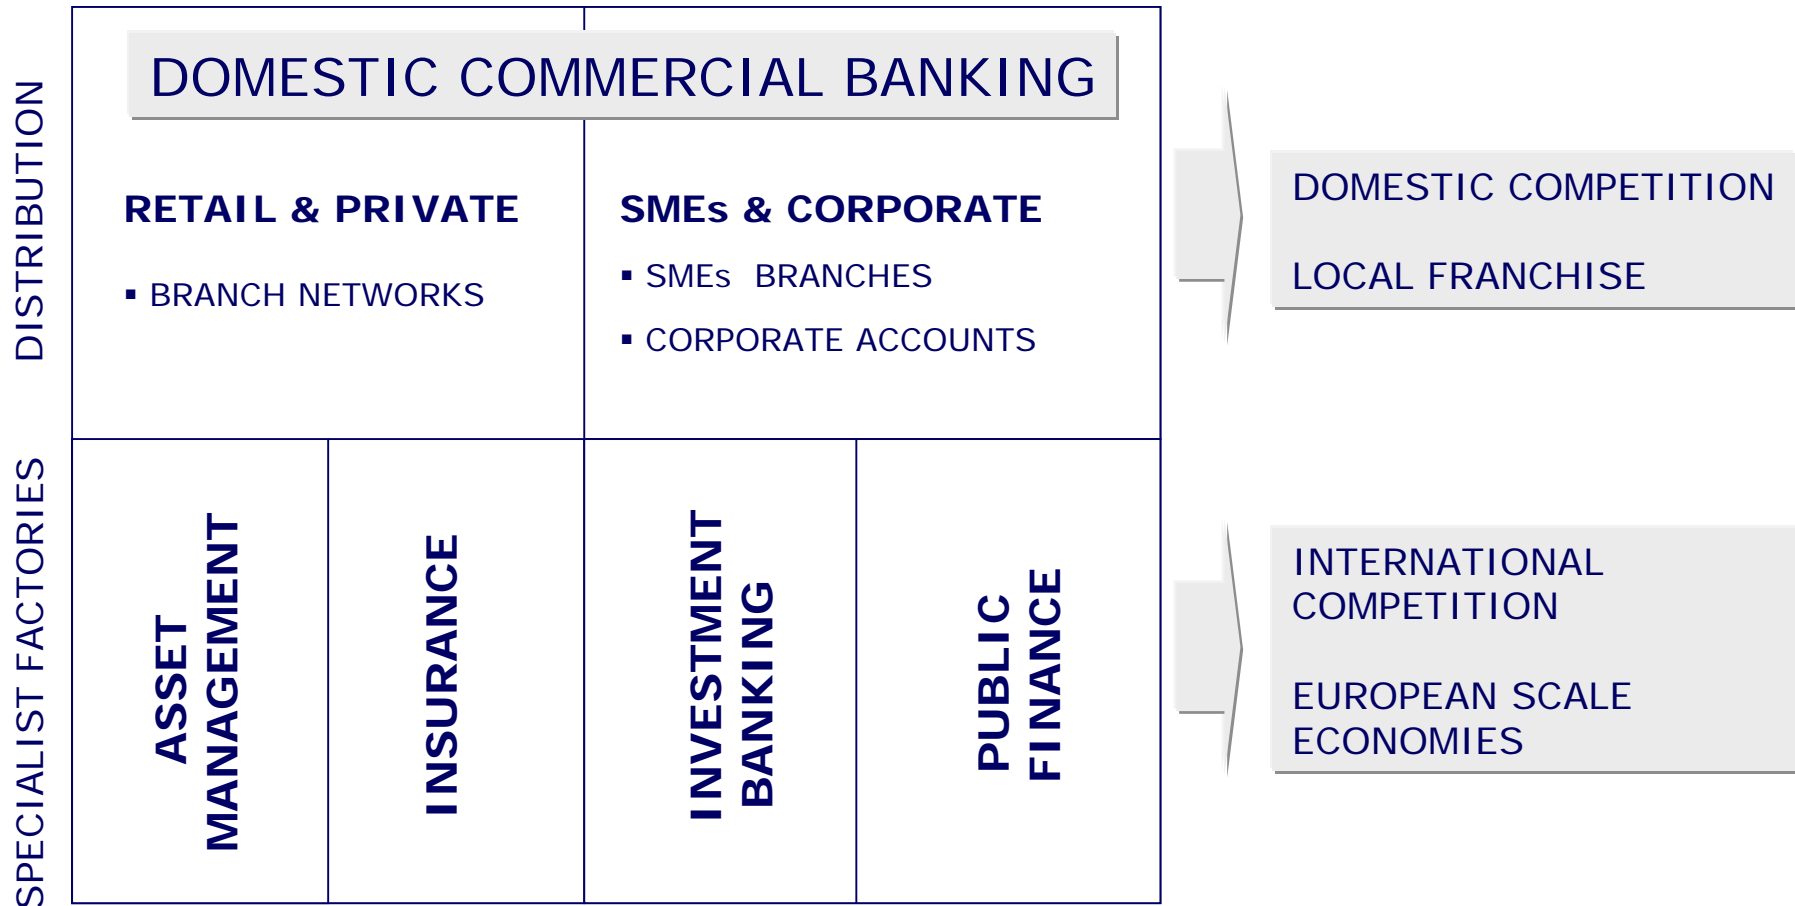 DISTRIBUTION
DOMESTIC COMMERCIAL BANKING
RETAIL & PRIVATE
▪ BRANCH NETWORKS
SMEs & CORPORATE
▪ SMEs BRANCHES
▪ CORPORATE ACCOUNTS
DOMESTIC COMPETITION
LOCAL FRANCHISE
SPECIALIST FACTORIES
ASSET
MANAGEMENT
INSURANCE
INVESTMENT
BANKING
PUBLIC
FINANCE
INTERNATIONAL
COMPETITION
EUROPEAN SCALE
ECONOMIES